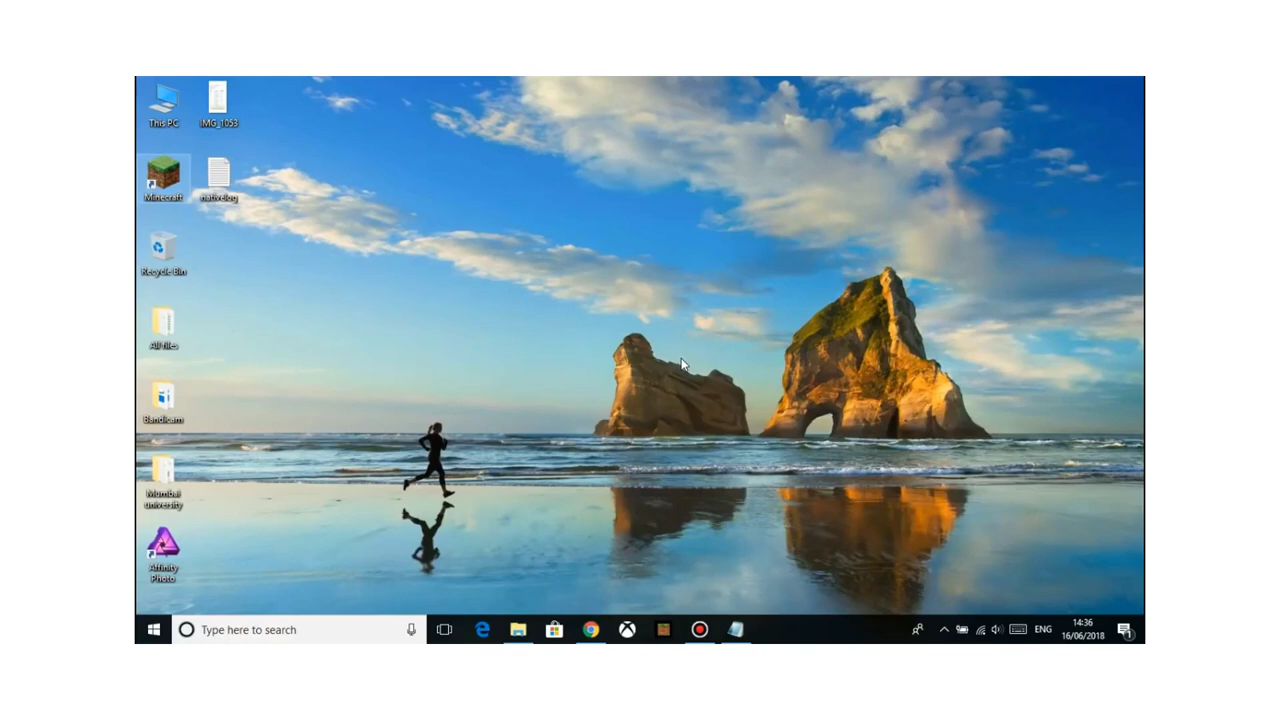 This PC
IMG_1053
Minecraft
nativelog
Recycle Bin
All files
Bandicam
Mumbai
university
Affinity
Photo
Type here to search
ENG
14:36
16/06/2018
1